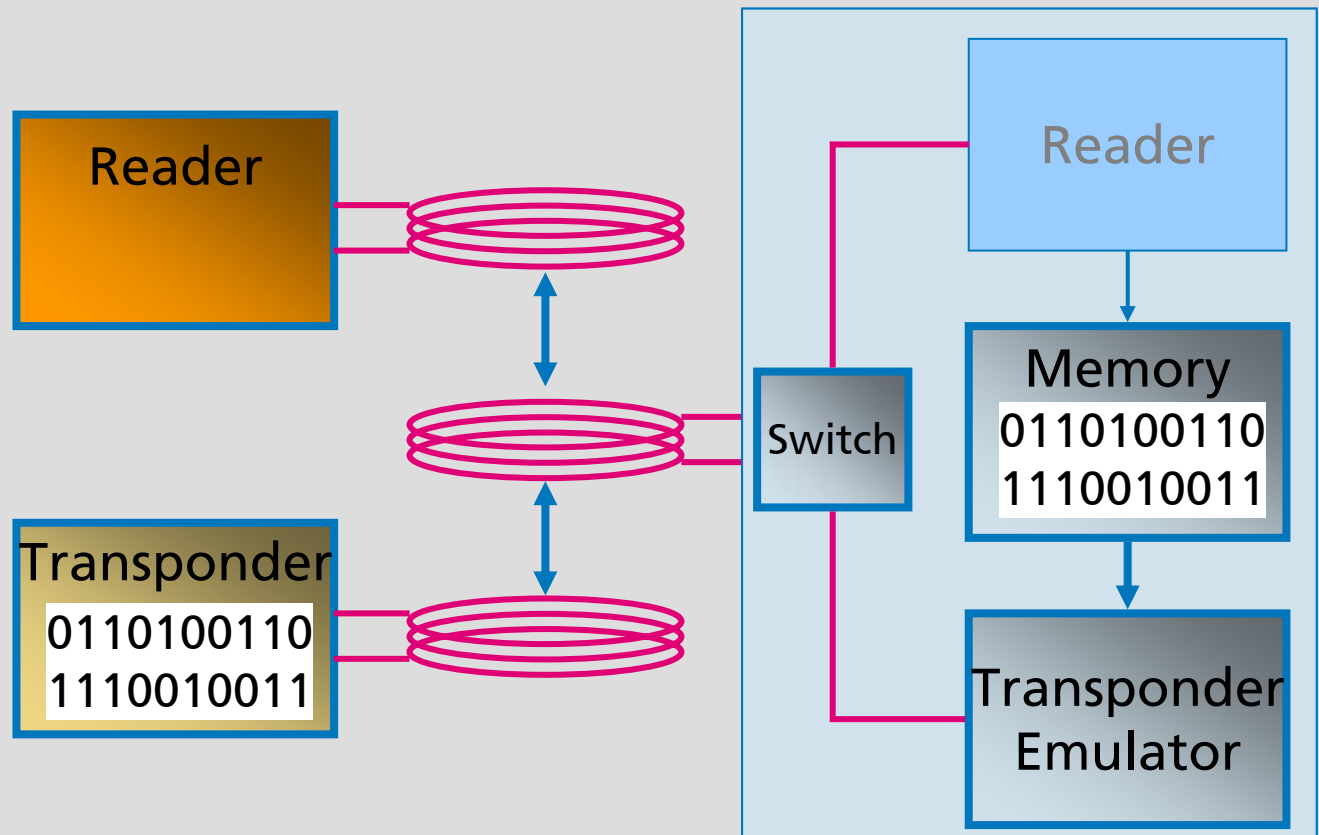 Reader
Transponder
0110100110
1110010011
Switch
Reader
Memory
0110100110
1110010011
Transponder
Emulator